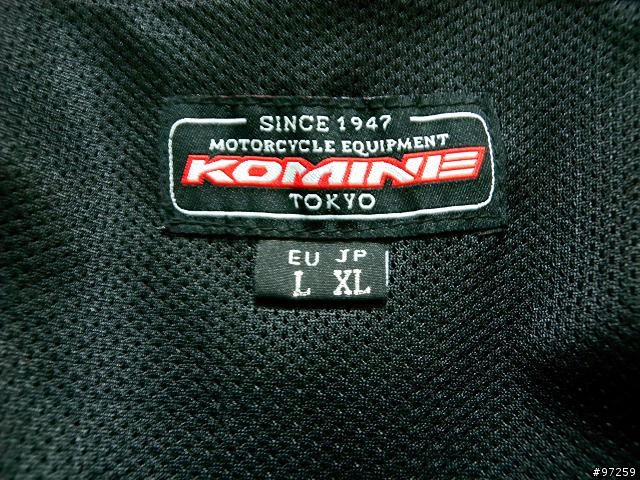 SINCE 1947
MOTORCYCLE EQUIPMENT
KOMINE
TOKYO
EU JP
L XL
#97259